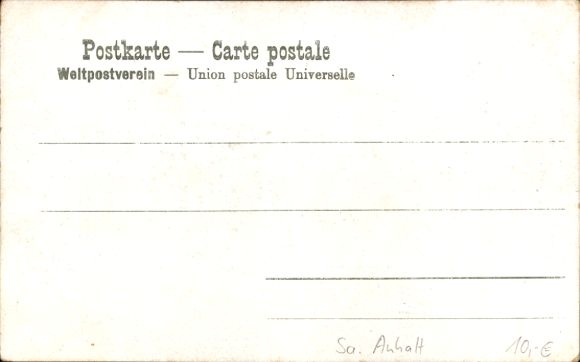 Postkarte — Carte postale
Weltpostverein — Union postale Universelle
Sa. Anhalt 10,-€